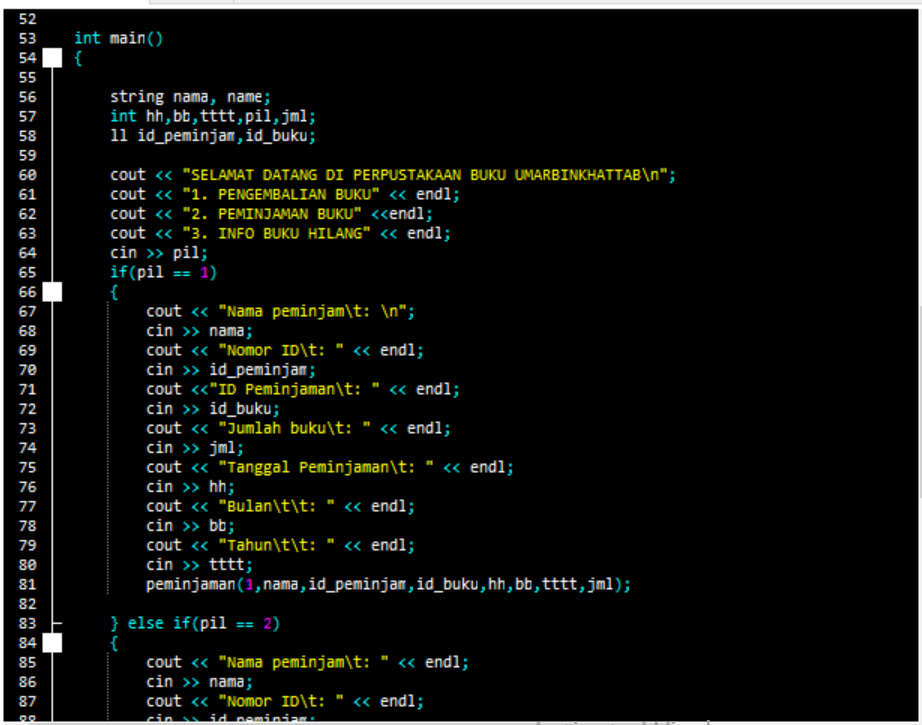 52
53 int main()
54 {
55
56 string nama, name;
57 int hh,bb,tttt,pil,jml;
58 ll id_peminjam,id_buku;
59
60 cout << "SELAMAT DATANG DI PERPUSTAKAAN BUKU UMARBINKHATTAB\n";
61 cout << "1. PENGEMBALIAN BUKU" << endl;
62 cout << "2. PEMINJAMAN BUKU" <<endl;
63 cout << "3. INFO BUKU HILANG" << endl;
64 cin >> pil;
65 if(pil == 1)
66 {
67 cout << "Nama peminjam\t: \n";
68 cin >> nama;
69 cout << "Nomor ID\t: " << endl;
70 cin >> id_peminjam;
71 cout <<"ID Peminjaman\t: " << endl;
72 cin >> id_buku;
73 cout << "Jumlah buku\t: " << endl;
74 cin >> jml;
75 cout << "Tanggal Peminjaman\t: " << endl;
76 cin >> hh;
77 cout << "Bulan\t\t: " << endl;
78 cin >> bb;
79 cout << "Tahun\t\t: " << endl;
80 cin >> tttt;
81 peminjaman(1,nama,id_peminjam,id_buku,hh,bb,tttt,jml);
82
83 } else if(pil == 2)
84 {
85 cout << "Nama peminjam\t: " << endl;
86 cin >> nama;
87 cout << "Nomor ID\t: " << endl;
88 cin >> id_peminjam;